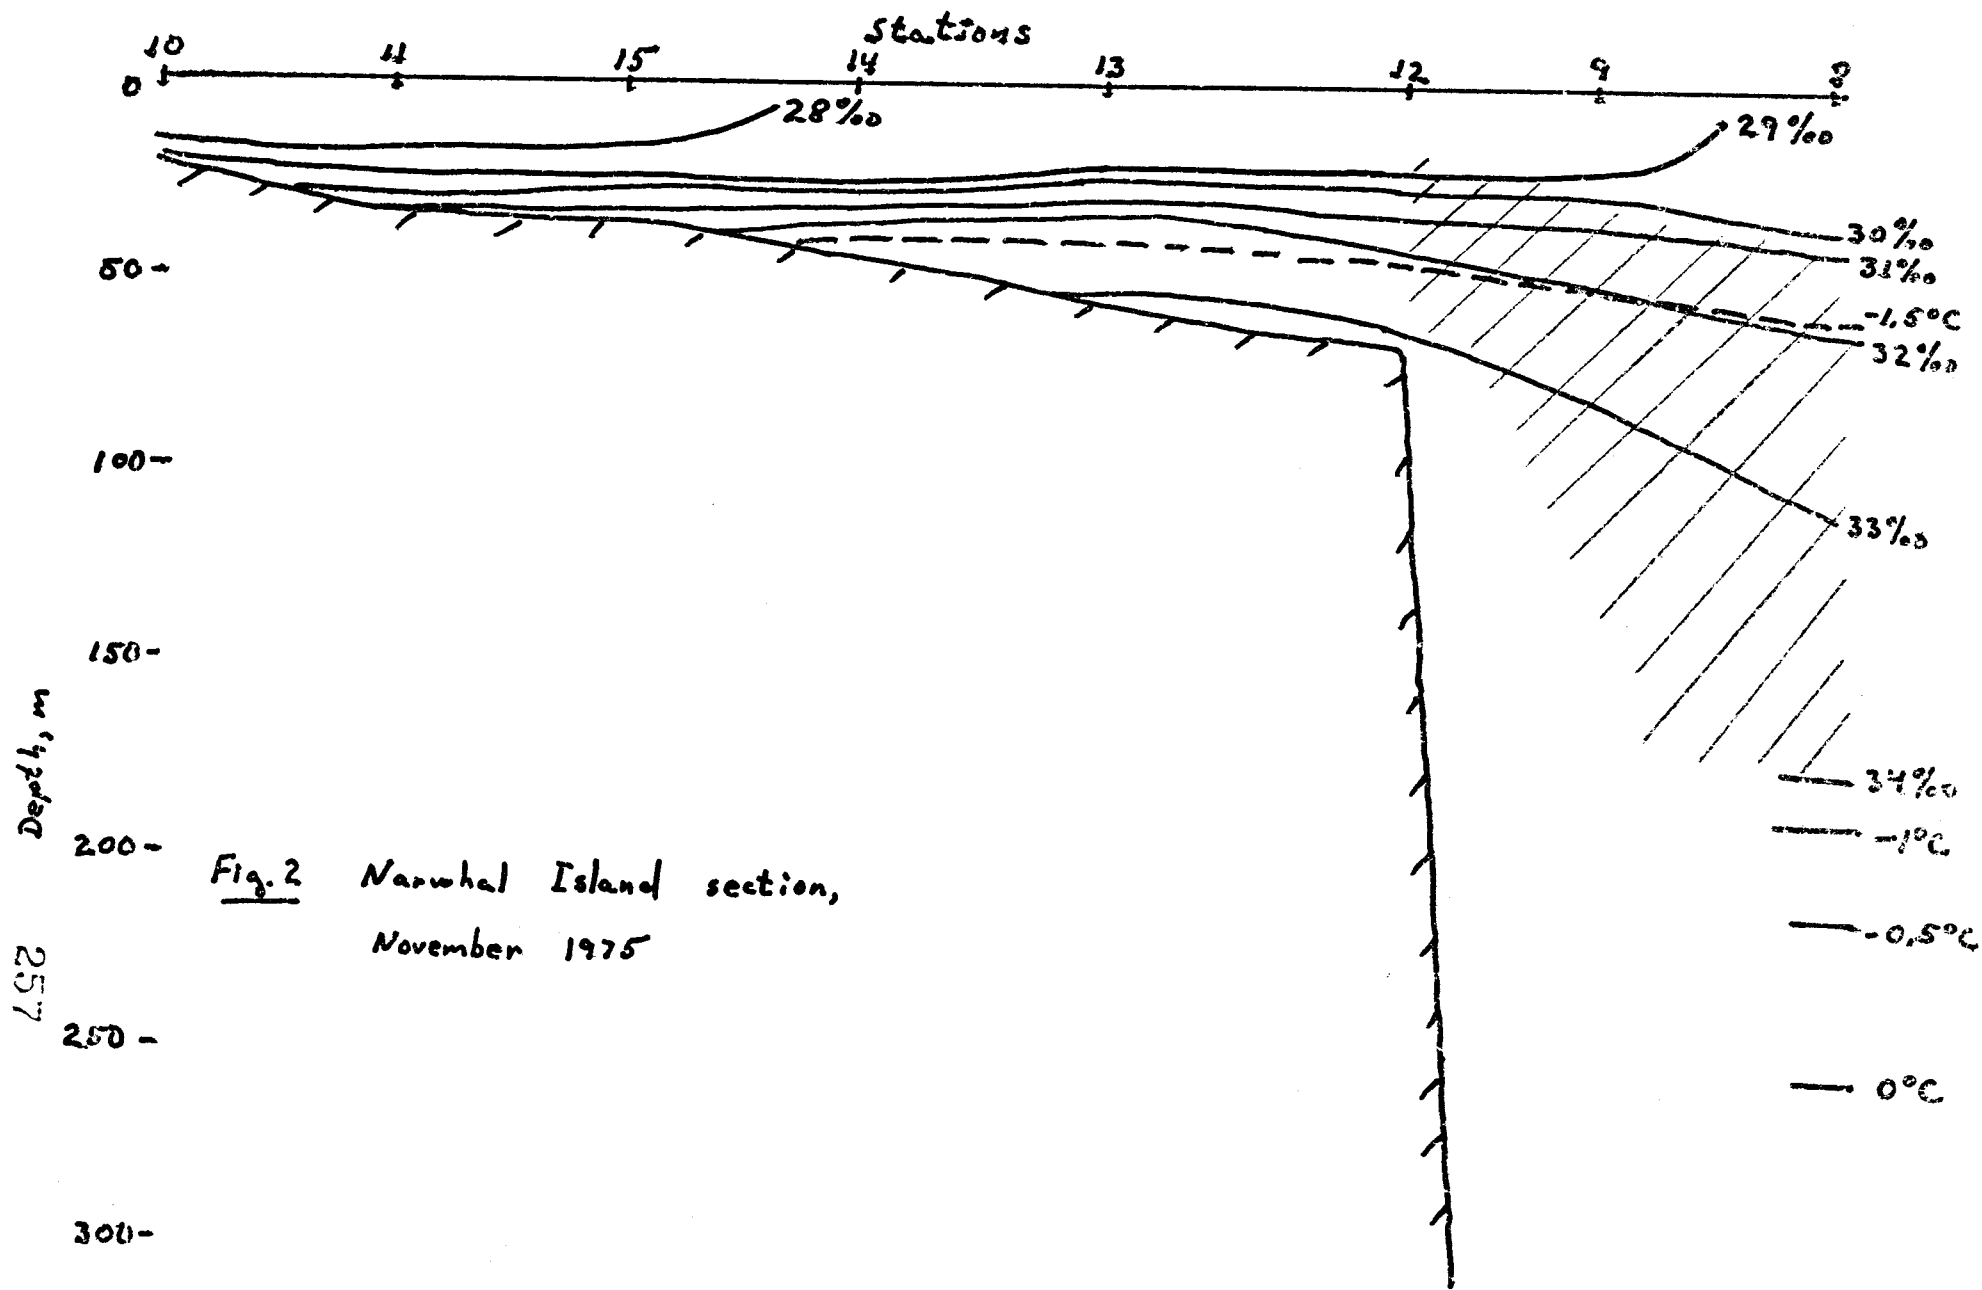 Stations
10 11 15 14 13 12 9 8
0
28‰
29‰
30‰
50-
31‰
-1.5°C
32‰
100-
33‰
150-
Depth, m
34‰
200-
-1°C
Fig. 2 Narwhal Island section,
November 1975
-0,5°C
257
250-
0°C
300-